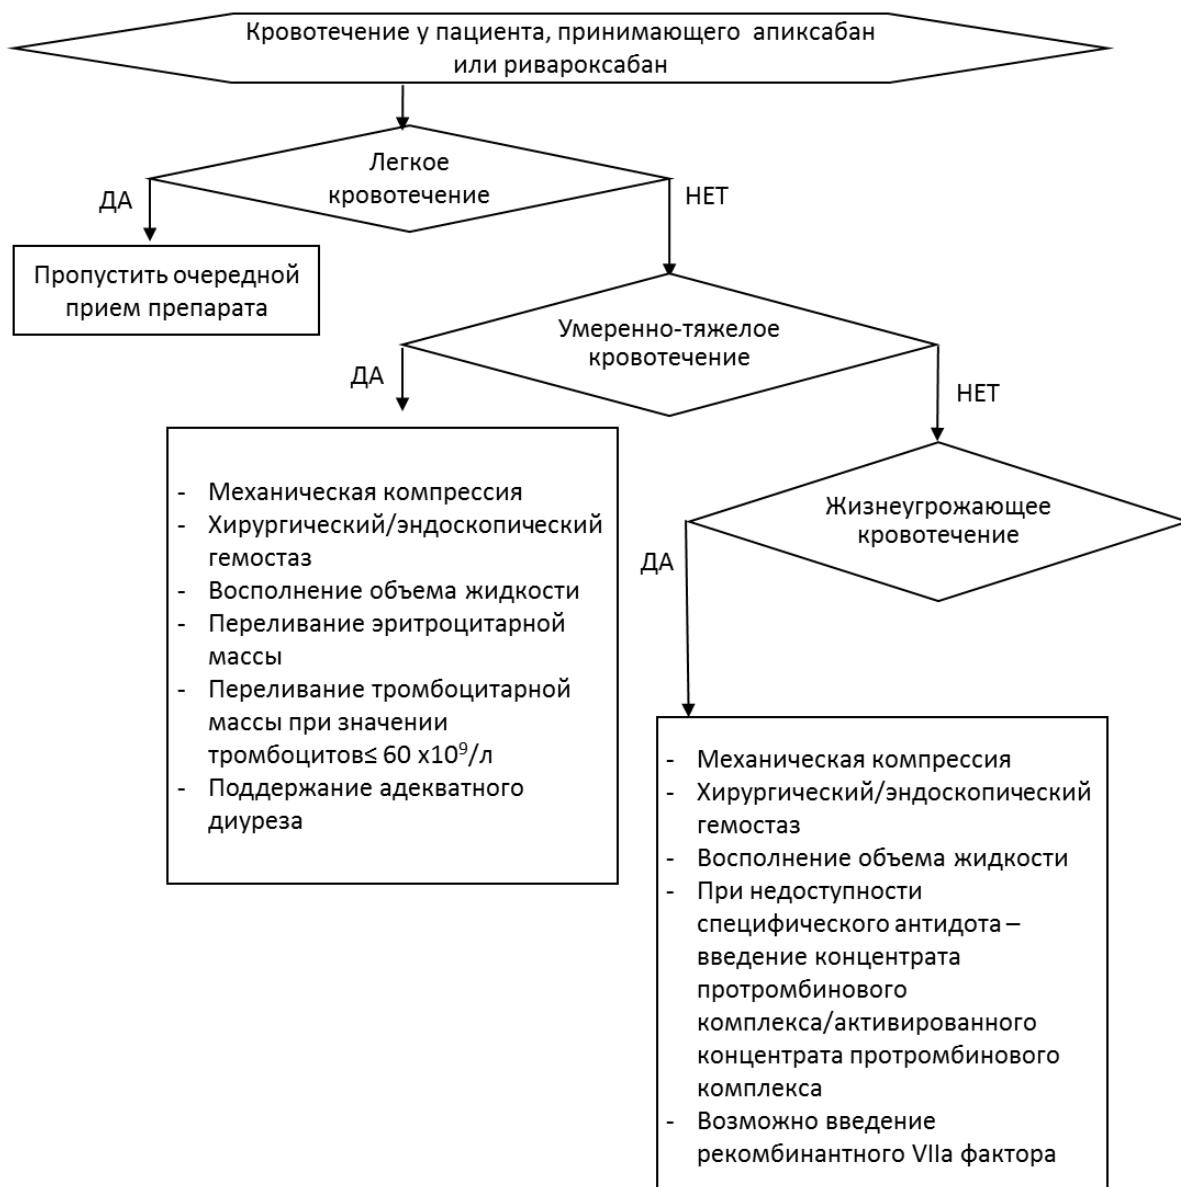 Кровотечение у пациента, принимающего апиксабан
или ривароксабан
Легкое
кровотечение
ДА
НЕТ
Пропустить очередной
прием препарата
Умеренно-тяжелое
кровотечение
ДА
НЕТ
- Механическая компрессия
- Хирургический/эндоскопический
гемостаз
- Восполнение объема жидкости
- Переливание эритроцитарной
массы
- Переливание тромбоцитарной
массы при значении
тромбоцитов≤ 60 х10⁹/л
- Поддержание адекватного
диуреза
Жизнеугрожающее
кровотечение
ДА
- Механическая компрессия
- Хирургический/эндоскопический
гемостаз
- Восполнение объема жидкости
- При недоступности
специфического антидота –
введение концентрата
протромбинового
комплекса/активированного
концентрата протромбинового
комплекса
- Возможно введение
рекомбинантного VIIa фактора